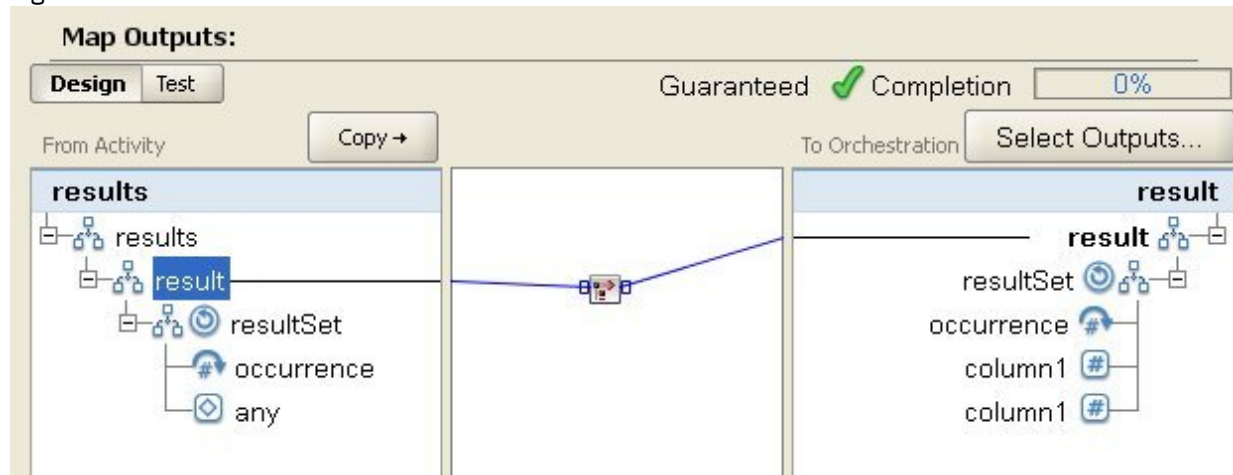 Map Outputs:
Design Test Guaranteed Completion 0%
From Activity Copy → To Orchestration Select Outputs...
results result
results result
result resultSet
resultSet occurrence
occurrence column1
any column1